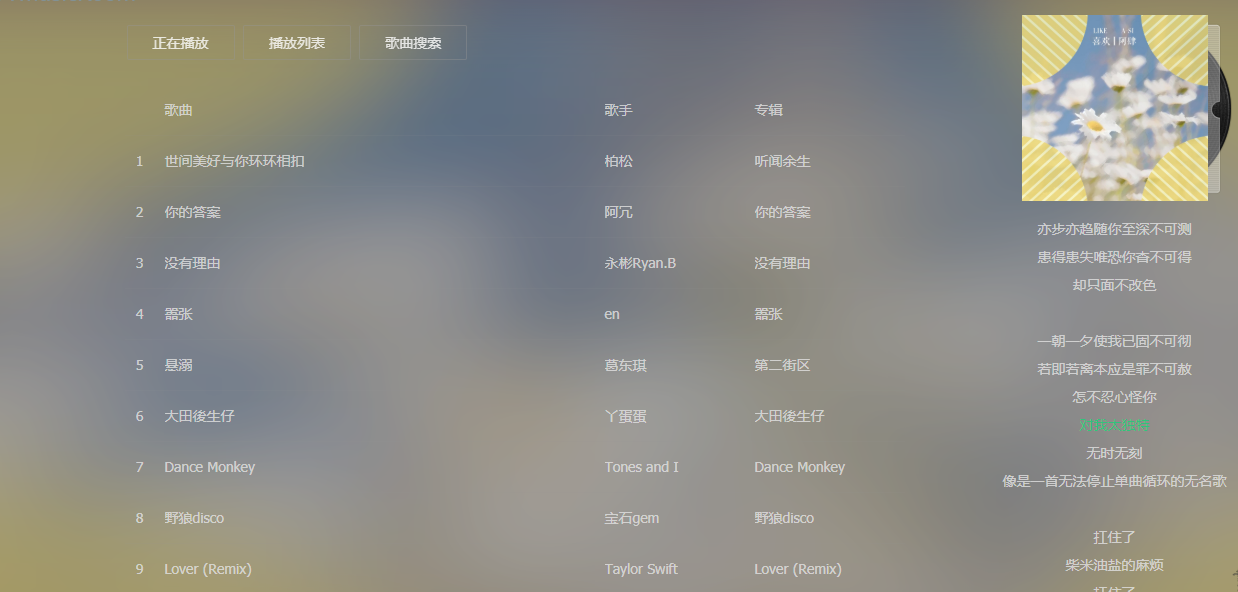 正在播放 播放列表 歌曲搜索
歌曲 歌手 专辑
1 世间美好与你环环相扣 柏松 听闻余生
2 你的答案 阿冗 你的答案
3 没有理由 永彬Ryan.B 没有理由
4 嚣张 en 嚣张
5 悬溺 葛东琪 第二街区
6 大田後生仔 丫蛋蛋 大田後生仔
7 Dance Monkey Tones and I Dance Monkey
8 野狼disco 宝石gem 野狼disco
9 Lover (Remix) Taylor Swift Lover (Remix)
喜欢 | 阿肆
亦步亦趋随你至深不可测
患得患失唯恐你杳不可得
却只面不改色
一朝一夕使我已固不可彻
若即若离本应是罪不可赦
怎不忍心怪你
无时无刻
像是一首无法停止单曲循环的无名歌
扛住了
柴米油盐的麻烦
扛住了